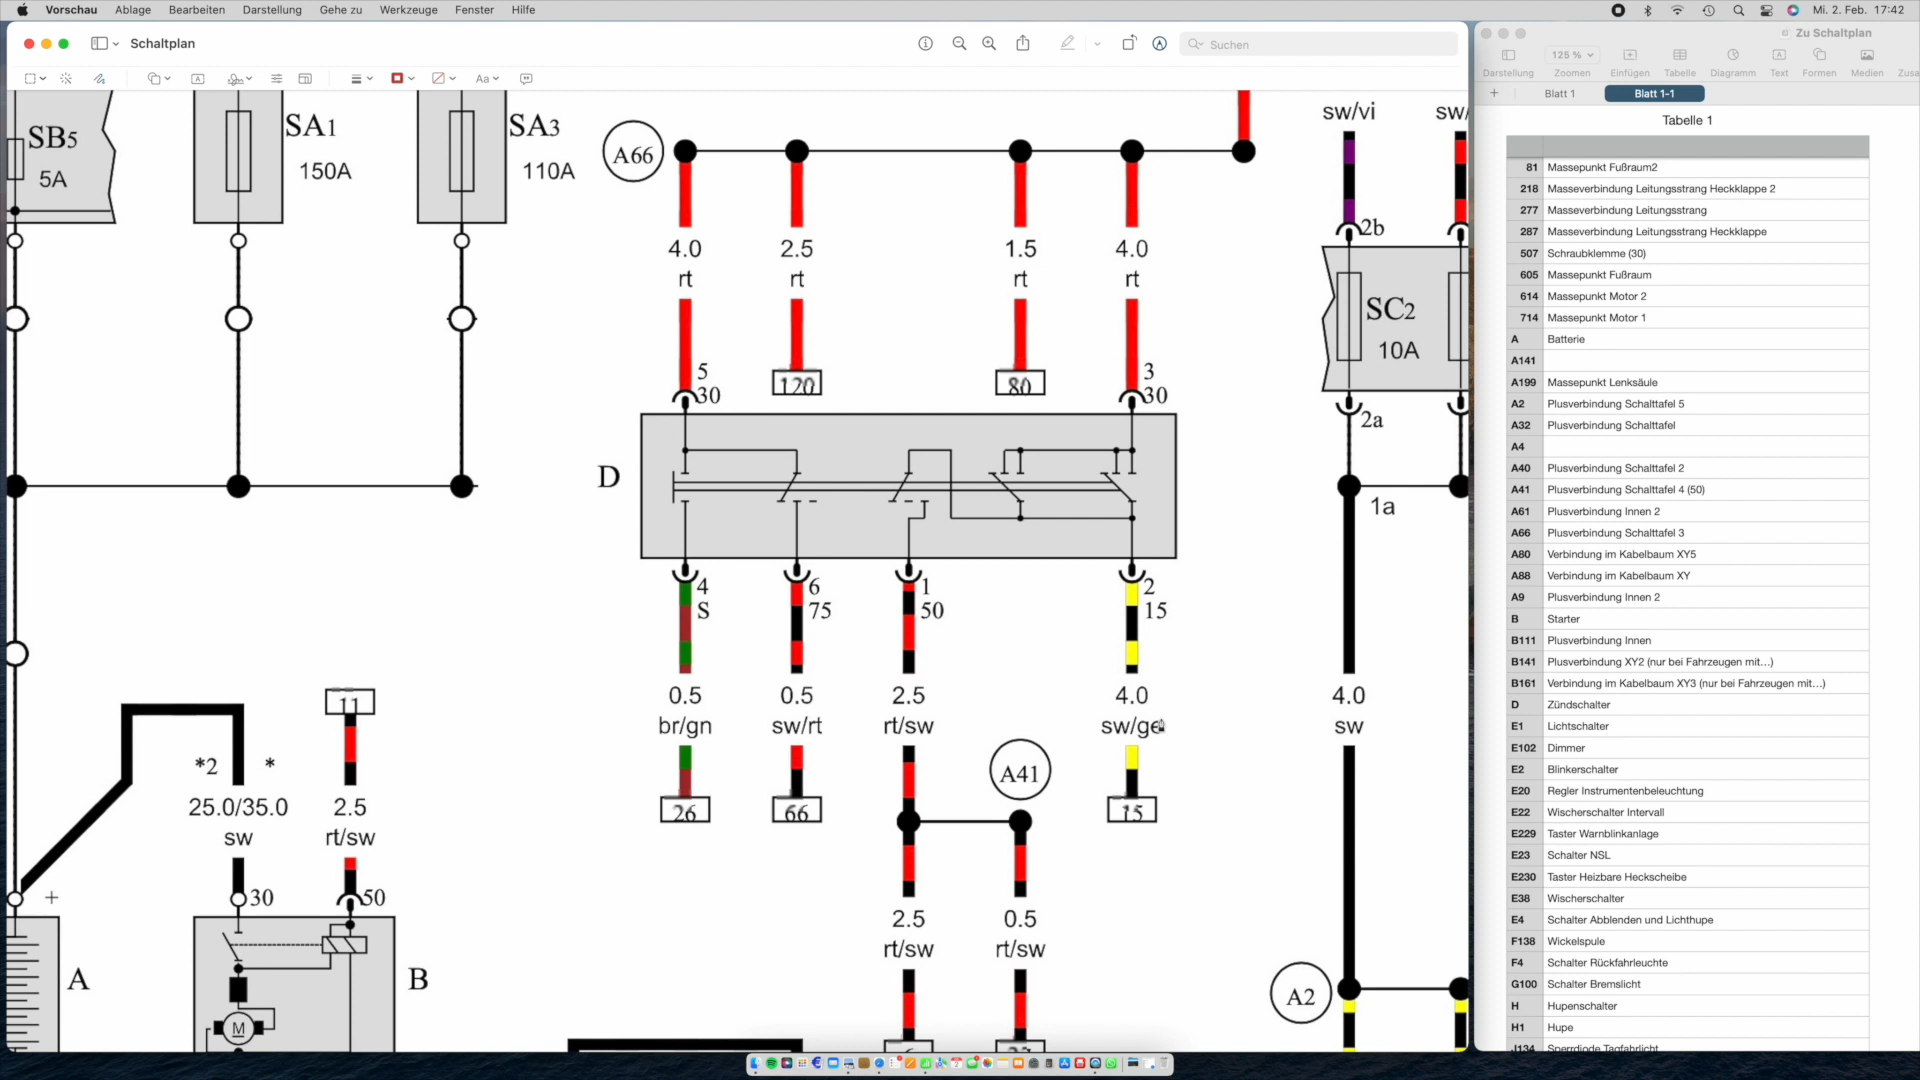 Vorschau Ablage Bearbeiten Darstellung Gehe zu Werkzeuge Fenster Hilfe
Mi. 2. Feb. 17:42
Schaltplan
Suchen
Aa
SB5
5A
SA1
150A
SA3
110A
A66
4.0
rt
2.5
rt
1.5
rt
4.0
rt
5
30
120
80
3
30
sw/vi
sw/
2b
SC2
10A
2a
1a
D
4
S
6
75
1
50
2
15
0.5
br/gn
0.5
sw/rt
2.5
rt/sw
4.0
sw/ge
4.0
sw
26
66
A41
15
11
*2 *
25.0/35.0
sw
2.5
rt/sw
+
30
50
A
M
B
2.5
rt/sw
0.5
rt/sw
A2
Zu Schaltplan
125 %
Darstellung Zoomen Einfügen Tabelle Diagramm Text Formen Medien Zusa
+ Blatt 1 Blatt 1-1
Tabelle 1
81 Massepunkt Fußraum2
218 Masseverbindung Leitungsstrang Heckklappe 2
277 Masseverbindung Leitungsstrang
287 Masseverbindung Leitungsstrang Heckklappe
507 Schraubklemme (30)
605 Massepunkt Fußraum
614 Massepunkt Motor 2
714 Massepunkt Motor 1
A Batterie
A141
A199 Massepunkt Lenksäule
A2 Plusverbindung Schalttafel 5
A32 Plusverbindung Schalttafel
A4
A40 Plusverbindung Schalttafel 2
A41 Plusverbindung Schalttafel 4 (50)
A61 Plusverbindung Innen 2
A66 Plusverbindung Schalttafel 3
A80 Verbindung im Kabelbaum XY5
A88 Verbindung im Kabelbaum XY
A9 Plusverbindung Innen 2
B Starter
B111 Plusverbindung Innen
B141 Plusverbindung XY2 (nur bei Fahrzeugen mit...)
B161 Verbindung im Kabelbaum XY3 (nur bei Fahrzeugen mit...)
D Zündschalter
E1 Lichtschalter
E102 Dimmer
E2 Blinkerschalter
E20 Regler Instrumentenbeleuchtung
E22 Wischerschalter Intervall
E229 Taster Warnblinkanlage
E23 Schalter NSL
E230 Taster Heizbare Heckscheibe
E38 Wischerschalter
E4 Schalter Abblenden und Lichthupe
F138 Wickelspule
F4 Schalter Rückfahrleuchte
G100 Schalter Bremslicht
H Hupenschalter
H1 Hupe
J134 Sperrdiode Tagfahrlicht